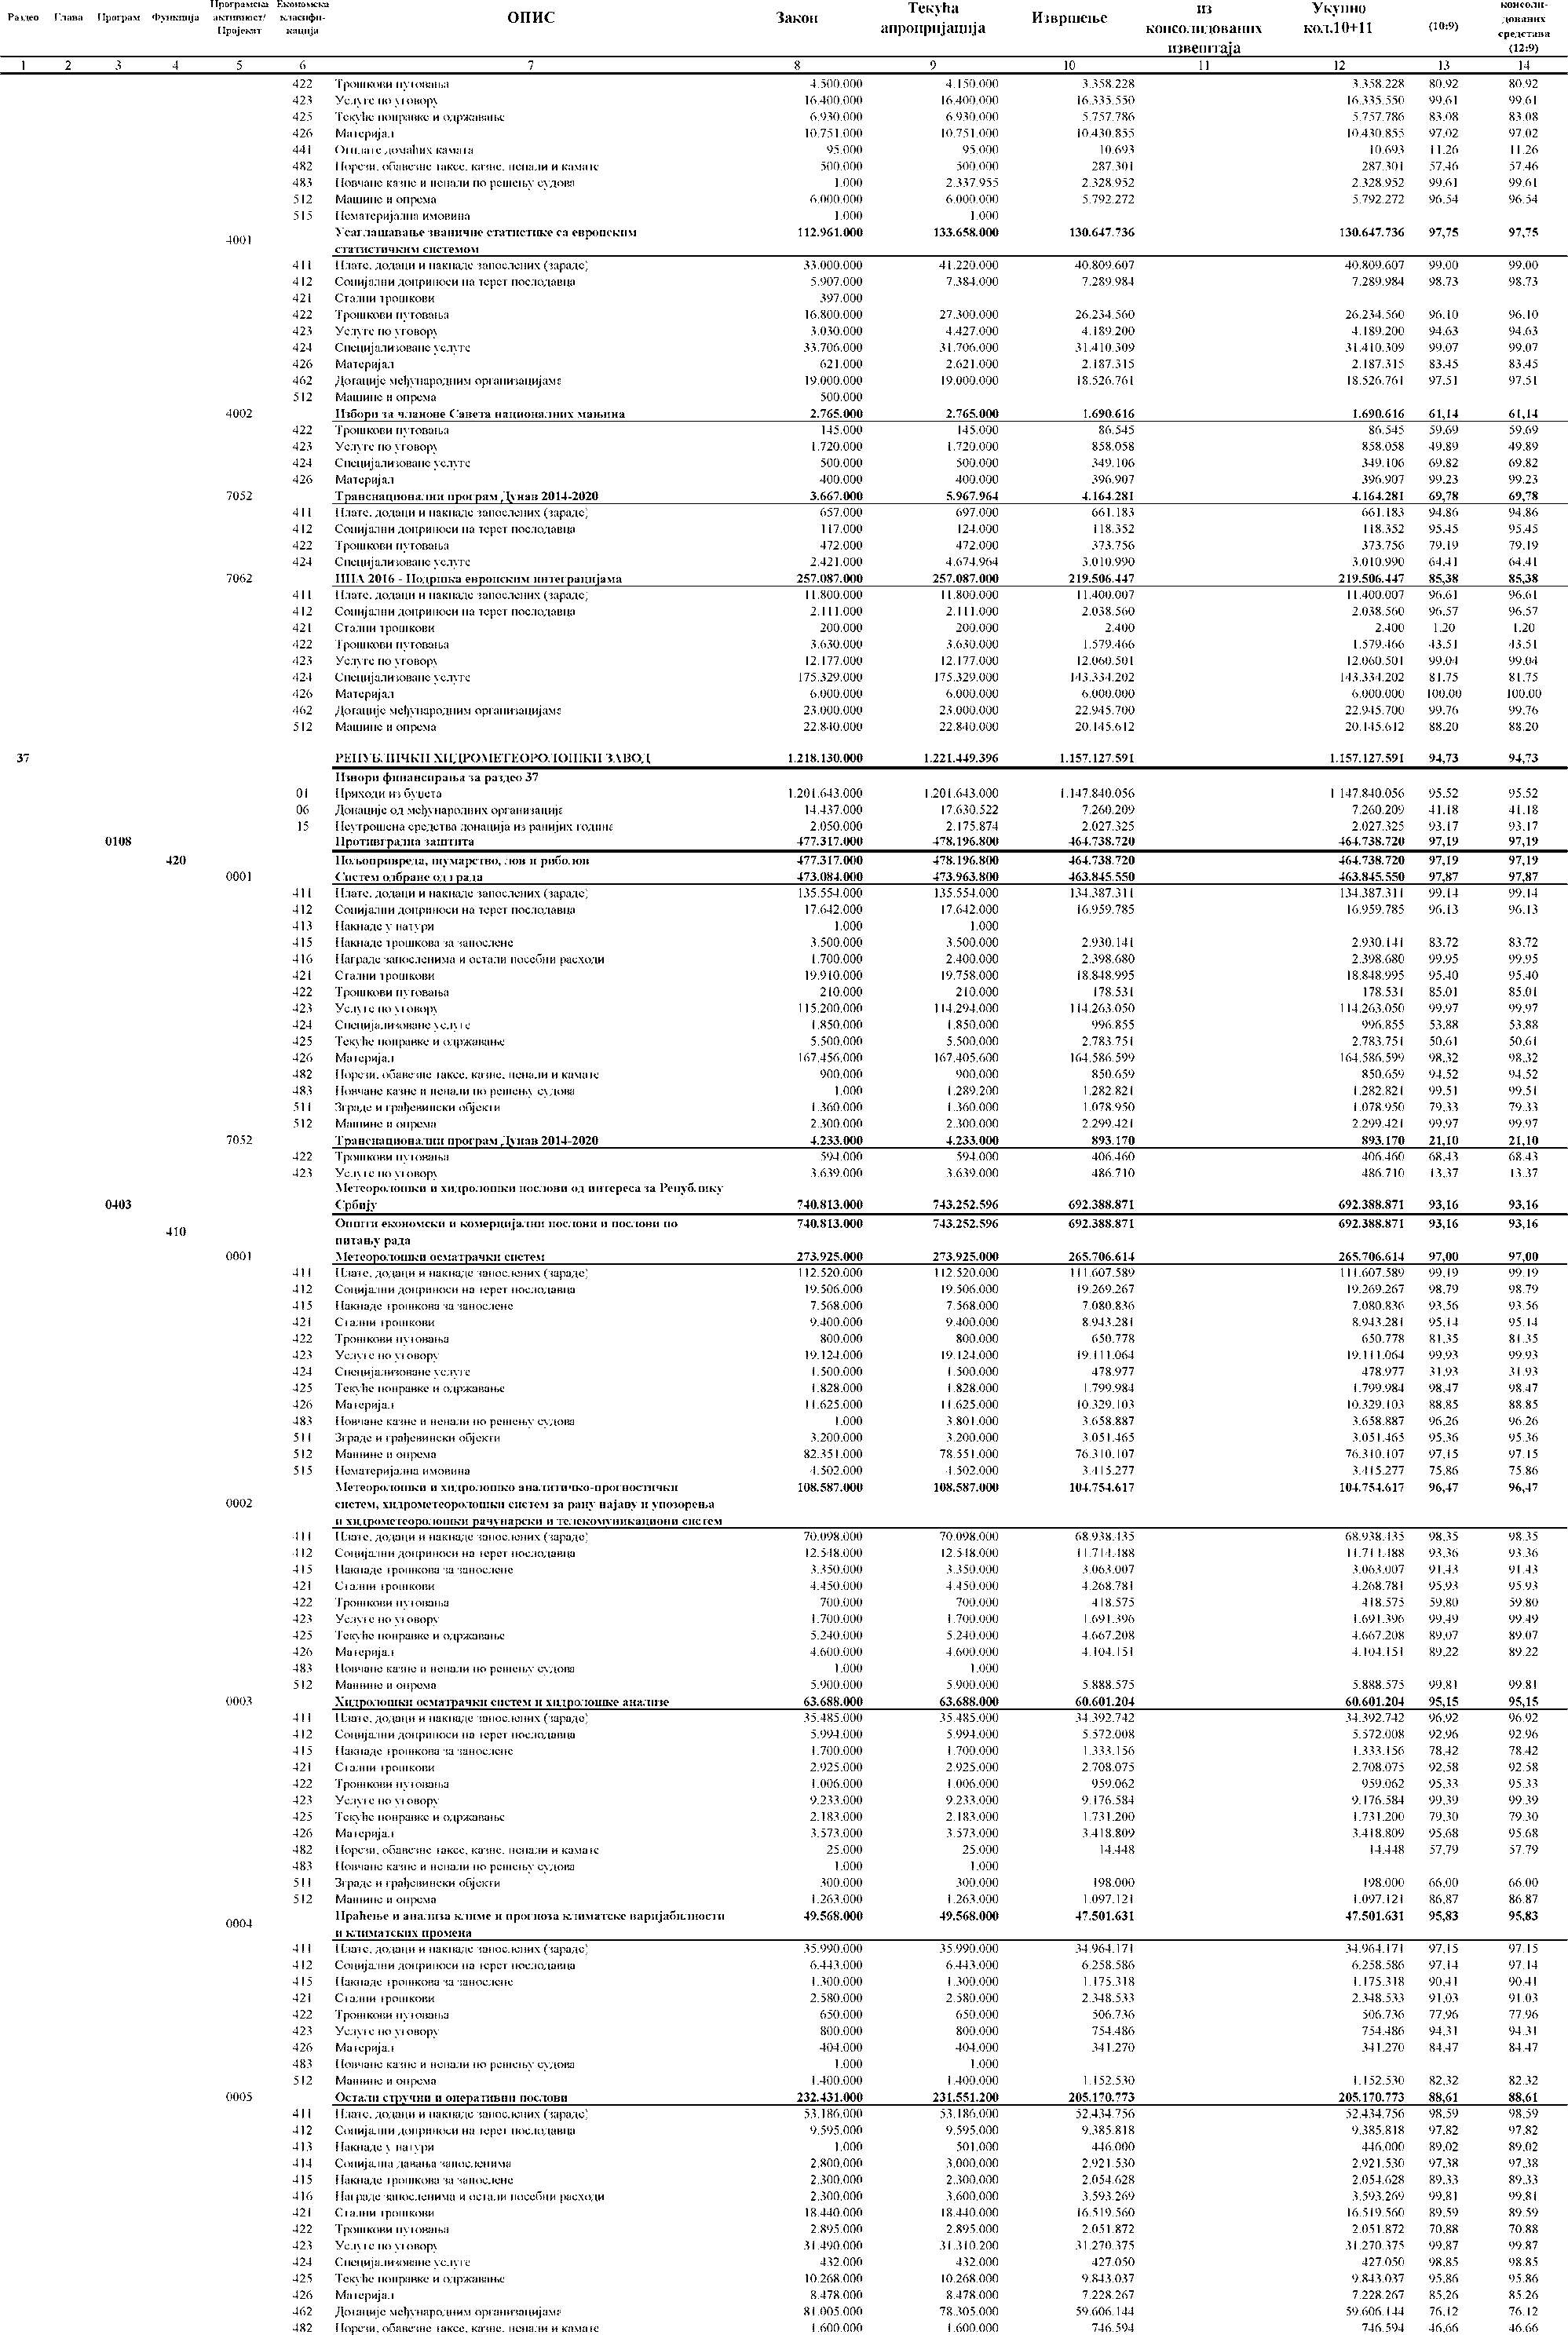 Раздео Глава Програм Функција Програмска активност/ Пројекат Економска класифи-кација ОПИС Закон Текућа апропријација Извршење из консолидованих извештаја Укупно кол.10+11 (10:9) консоли-дованих средстава (12:9)
1 2 3 4 5 6 7 8 9 10 11 12 13 14
422 Трошкови путовања 4.500.000 4.150.000 3.358.228 3.358.228 80,92 80,92
423 Услуге по уговору 16.400.000 16.400.000 16.335.550 16.335.550 99,61 99,61
425 Текуће поправке и одржавање 6.930.000 6.930.000 5.757.786 5.757.786 83,08 83,08
426 Материјал 10.751.000 10.751.000 10.430.855 10.430.855 97,02 97,02
441 Отплате домаћих камата 95.000 95.000 10.693 10.693 11,26 11,26
482 Порези, обавезне таксе, казне, пенали и камате 500.000 500.000 287.301 287.301 57,46 57,46
483 Новчане казне и пенали по решењу судова 1.000 2.337.955 2.328.952 2.328.952 99,61 99,61
512 Машине и опрема 6.000.000 6.000.000 5.792.272 5.792.272 96,54 96,54
515 Нематеријална имовина 1.000 1.000
4001 Усаглашавање званичне статистике са европским 112.961.000 133.658.000 130.647.736 130.647.736 97,75 97,75
статистичким системом
411 Плате, додаци и накнаде запослених (зараде) 33.000.000 41.220.000 40.809.607 40.809.607 99,00 99,00
412 Социјални доприноси на терет послодавца 5.907.000 7.384.000 7.289.984 7.289.984 98,73 98,73
421 Стални трошкови 397.000
422 Трошкови путовања 16.800.000 27.300.000 26.234.560 26.234.560 96,10 96,10
423 Услуге по уговору 3.030.000 4.427.000 4.189.200 4.189.200 94,63 94,63
424 Специјализоване услуге 33.706.000 31.706.000 31.410.309 31.410.309 99,07 99,07
426 Материјал 621.000 2.621.000 2.187.315 2.187.315 83,45 83,45
462 Дотације међународним организацијама 19.000.000 19.000.000 18.526.761 18.526.761 97,51 97,51
512 Машине и опрема 500.000
4002 Избори за чланове Савета националних мањина 2.765.000 2.765.000 1.690.616 1.690.616 61,14 61,14
422 Трошкови путовања 145.000 145.000 86.545 86.545 59,69 59,69
423 Услуге по уговору 1.720.000 1.720.000 858.058 858.058 49,89 49,89
424 Специјализоване услуге 500.000 500.000 349.106 349.106 69,82 69,82
426 Материјал 400.000 400.000 396.907 396.907 99,23 99,23
7052 Транснационални програм Дунав 2014-2020 3.667.000 5.967.964 4.164.281 4.164.281 69,78 69,78
411 Плате, додаци и накнаде запослених (зараде) 657.000 697.000 661.183 661.183 94,86 94,86
412 Социјални доприноси на терет послодавца 117.000 124.000 118.352 118.352 95,45 95,45
422 Трошкови путовања 472.000 472.000 373.756 373.756 79,19 79,19
424 Специјализоване услуге 2.421.000 4.674.964 3.010.990 3.010.990 64,41 64,41
7062 ИПА 2016 - Подршка европским интеграцијама 257.087.000 257.087.000 219.506.447 219.506.447 85,38 85,38
411 Плате, додаци и накнаде запослених (зараде) 11.800.000 11.800.000 11.400.007 11.400.007 96,61 96,61
412 Социјални доприноси на терет послодавца 2.111.000 2.111.000 2.038.560 2.038.560 96,57 96,57
421 Стални трошкови 200.000 200.000 2.400 2.400 1,20 1,20
422 Трошкови путовања 3.630.000 3.630.000 1.579.466 1.579.466 43,51 43,51
423 Услуге по уговору 12.177.000 12.177.000 12.060.501 12.060.501 99,04 99,04
424 Специјализоване услуге 175.329.000 175.329.000 143.334.202 143.334.202 81,75 81,75
426 Материјал 6.000.000 6.000.000 6.000.000 6.000.000 100,00 100,00
462 Дотације међународним организацијама 23.000.000 23.000.000 22.945.700 22.945.700 99,76 99,76
512 Машине и опрема 22.840.000 22.840.000 20.145.612 20.145.612 88,20 88,20
37 РЕПУБЛИЧКИ ХИДРОМЕТЕОРОЛОШКИ ЗАВОД 1.218.130.000 1.221.449.396 1.157.127.591 1.157.127.591 94,73 94,73
Извори финансирања за раздео 37
01 Приходи из буџета 1.201.643.000 1.201.643.000 1.147.840.056 1.147.840.056 95,52 95,52
06 Донације од међународних организација 14.437.000 17.630.522 7.260.209 7.260.209 41,18 41,18
15 Неутрошена средства донација из ранијих година 2.050.000 2.175.874 2.027.325 2.027.325 93,17 93,17
0108 Противградна заштита 477.317.000 478.196.800 464.738.720 464.738.720 97,19 97,19
420 Пољопривреда, шумарство, лов и риболов 477.317.000 478.196.800 464.738.720 464.738.720 97,19 97,19
0001 Систем одбране од града 473.084.000 473.963.800 463.845.550 463.845.550 97,87 97,87
411 Плате, додаци и накнаде запослених (зараде) 135.554.000 135.554.000 134.387.311 134.387.311 99,14 99,14
412 Социјални доприноси на терет послодавца 17.642.000 17.642.000 16.959.785 16.959.785 96,13 96,13
413 Накнаде у натури 1.000 1.000
415 Накнаде трошкова за запослене 3.500.000 3.500.000 2.930.141 2.930.141 83,72 83,72
416 Награде запосленима и остали посебни расходи 1.700.000 2.400.000 2.398.680 2.398.680 99,95 99,95
421 Стални трошкови 19.910.000 19.758.000 18.848.995 18.848.995 95,40 95,40
422 Трошкови путовања 210.000 210.000 178.531 178.531 85,01 85,01
423 Услуге по уговору 115.200.000 114.294.000 114.263.050 114.263.050 99,97 99,97
424 Специјализоване услуге 1.850.000 1.850.000 996.855 996.855 53,88 53,88
425 Текуће поправке и одржавање 5.500.000 5.500.000 2.783.751 2.783.751 50,61 50,61
426 Материјал 167.456.000 167.405.600 164.586.599 164.586.599 98,32 98,32
482 Порези, обавезне таксе, казне, пенали и камате 900.000 900.000 850.659 850.659 94,52 94,52
483 Новчане казне и пенали по решењу судова 1.000 1.289.200 1.282.821 1.282.821 99,51 99,51
511 Зграде и грађевински објекти 1.360.000 1.360.000 1.078.950 1.078.950 79,33 79,33
512 Машине и опрема 2.300.000 2.300.000 2.299.421 2.299.421 99,97 99,97
7052 Транснационални програм Дунав 2014-2020 4.233.000 4.233.000 893.170 893.170 21,10 21,10
422 Трошкови путовања 594.000 594.000 406.460 406.460 68,43 68,43
423 Услуге по уговору 3.639.000 3.639.000 486.710 486.710 13,37 13,37
Метеоролошки и хидролошки послови од интереса за Републику
0403 Србију 740.813.000 743.252.596 692.388.871 692.388.871 93,16 93,16
410 Општи економски и комерцијални послови и послови по 740.813.000 743.252.596 692.388.871 692.388.871 93,16 93,16
питању рада
0001 Метеоролошки осматрачки систем 273.925.000 273.925.000 265.706.614 265.706.614 97,00 97,00
411 Плате, додаци и накнаде запослених (зараде) 112.520.000 112.520.000 111.607.589 111.607.589 99,19 99,19
412 Социјални доприноси на терет послодавца 19.506.000 19.506.000 19.269.267 19.269.267 98,79 98,79
415 Накнаде трошкова за запослене 7.568.000 7.568.000 7.080.836 7.080.836 93,56 93,56
421 Стални трошкови 9.400.000 9.400.000 8.943.281 8.943.281 95,14 95,14
422 Трошкови путовања 800.000 800.000 650.778 650.778 81,35 81,35
423 Услуге по уговору 19.124.000 19.124.000 19.111.064 19.111.064 99,93 99,93
424 Специјализоване услуге 1.500.000 1.500.000 478.977 478.977 31,93 31,93
425 Текуће поправке и одржавање 1.828.000 1.828.000 1.799.984 1.799.984 98,47 98,47
426 Материјал 11.625.000 11.625.000 10.329.103 10.329.103 88,85 88,85
483 Новчане казне и пенали по решењу судова 1.000 3.801.000 3.658.887 3.658.887 96,26 96,26
511 Зграде и грађевински објекти 3.200.000 3.200.000 3.051.465 3.051.465 95,36 95,36
512 Машине и опрема 82.351.000 78.551.000 76.310.107 76.310.107 97,15 97,15
515 Нематеријална имовина 4.502.000 4.502.000 3.415.277 3.415.277 75,86 75,86
Метеоролошки и хидролошко аналитичко-прогностички 108.587.000 108.587.000 104.754.617 104.754.617 96,47 96,47
0002 систем, хидрометеоролошки систем за рану најаву и упозорења
и хидрометеоролошки рачунарски и телекомуникациони систем
411 Плате, додаци и накнаде запослених (зараде) 70.098.000 70.098.000 68.938.435 68.938.435 98,35 98,35
412 Социјални доприноси на терет послодавца 12.548.000 12.548.000 11.714.488 11.714.488 93,36 93,36
415 Накнаде трошкова за запослене 3.350.000 3.350.000 3.063.007 3.063.007 91,43 91,43
421 Стални трошкови 4.450.000 4.450.000 4.268.781 4.268.781 95,93 95,93
422 Трошкови путовања 700.000 700.000 418.575 418.575 59,80 59,80
423 Услуге по уговору 1.700.000 1.700.000 1.691.396 1.691.396 99,49 99,49
425 Текуће поправке и одржавање 5.240.000 5.240.000 4.667.208 4.667.208 89,07 89,07
426 Материјал 4.600.000 4.600.000 4.104.151 4.104.151 89,22 89,22
483 Новчане казне и пенали по решењу судова 1.000 1.000
512 Машине и опрема 5.900.000 5.900.000 5.888.575 5.888.575 99,81 99,81
0003 Хидролошки осматрачки систем и хидролошке анализе 63.688.000 63.688.000 60.601.204 60.601.204 95,15 95,15
411 Плате, додаци и накнаде запослених (зараде) 35.485.000 35.485.000 34.392.742 34.392.742 96,92 96,92
412 Социјални доприноси на терет послодавца 5.994.000 5.994.000 5.572.008 5.572.008 92,96 92,96
415 Накнаде трошкова за запослене 1.700.000 1.700.000 1.333.156 1.333.156 78,42 78,42
421 Стални трошкови 2.925.000 2.925.000 2.708.075 2.708.075 92,58 92,58
422 Трошкови путовања 1.006.000 1.006.000 959.062 959.062 95,33 95,33
423 Услуге по уговору 9.233.000 9.233.000 9.176.584 9.176.584 99,39 99,39
425 Текуће поправке и одржавање 2.183.000 2.183.000 1.731.200 1.731.200 79,30 79,30
426 Материјал 3.573.000 3.573.000 3.418.809 3.418.809 95,68 95,68
482 Порези, обавезне таксе, казне, пенали и камате 25.000 25.000 14.448 14.448 57,79 57,79
483 Новчане казне и пенали по решењу судова 1.000 1.000
511 Зграде и грађевински објекти 300.000 300.000 198.000 198.000 66,00 66,00
512 Машине и опрема 1.263.000 1.263.000 1.097.121 1.097.121 86,87 86,87
0004 Праћење и анализа климе и прогноза климатске варијабилности 49.568.000 49.568.000 47.501.631 47.501.631 95,83 95,83
и климатских промена
411 Плате, додаци и накнаде запослених (зараде) 35.990.000 35.990.000 34.964.171 34.964.171 97,15 97,15
412 Социјални доприноси на терет послодавца 6.443.000 6.443.000 6.258.586 6.258.586 97,14 97,14
415 Накнаде трошкова за запослене 1.300.000 1.300.000 1.175.318 1.175.318 90,41 90,41
421 Стални трошкови 2.580.000 2.580.000 2.348.533 2.348.533 91,03 91,03
422 Трошкови путовања 650.000 650.000 506.736 506.736 77,96 77,96
423 Услуге по уговору 800.000 800.000 754.486 754.486 94,31 94,31
426 Материјал 404.000 404.000 341.270 341.270 84,47 84,47
483 Новчане казне и пенали по решењу судова 1.000 1.000
512 Машине и опрема 1.400.000 1.400.000 1.152.530 1.152.530 82,32 82,32
0005 Остали стручни и оперативни послови 232.431.000 231.551.200 205.170.773 205.170.773 88,61 88,61
411 Плате, додаци и накнаде запослених (зараде) 53.186.000 53.186.000 52.434.756 52.434.756 98,59 98,59
412 Социјални доприноси на терет послодавца 9.595.000 9.595.000 9.385.818 9.385.818 97,82 97,82
413 Накнаде у натури 1.000 501.000 446.000 446.000 89,02 89,02
414 Социјална давања запосленима 2.800.000 3.000.000 2.921.530 2.921.530 97,38 97,38
415 Накнаде трошкова за запослене 2.300.000 2.300.000 2.054.628 2.054.628 89,33 89,33
416 Награде запосленима и остали посебни расходи 2.300.000 3.600.000 3.593.269 3.593.269 99,81 99,81
421 Стални трошкови 18.440.000 18.440.000 16.519.560 16.519.560 89,59 89,59
422 Трошкови путовања 2.895.000 2.895.000 2.051.872 2.051.872 70,88 70,88
423 Услуге по уговору 31.490.000 31.310.200 31.270.375 31.270.375 99,87 99,87
424 Специјализоване услуге 432.000 432.000 427.050 427.050 98,85 98,85
425 Текуће поправке и одржавање 10.268.000 10.268.000 9.843.037 9.843.037 95,86 95,86
426 Материјал 8.478.000 8.478.000 7.228.267 7.228.267 85,26 85,26
462 Дотације међународним организацијама 81.005.000 78.305.000 59.606.144 59.606.144 76,12 76,12
482 Порези, обавезне таксе, казне, пенали и камате 1.600.000 1.600.000 746.594 746.594 46,66 46,66